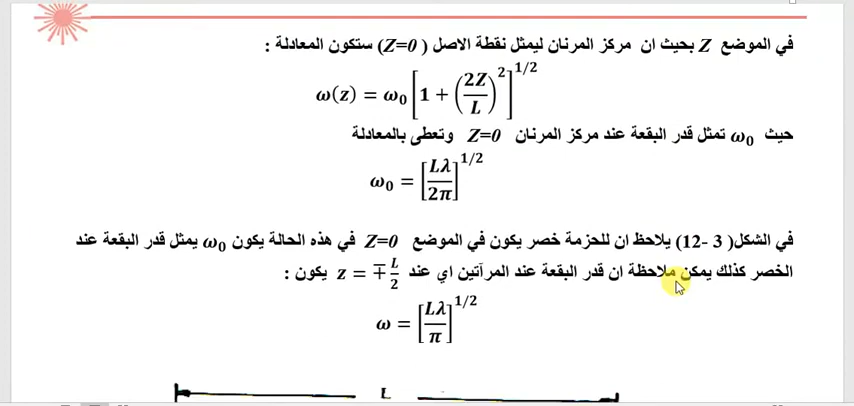 في الموضع Z بحيث ان مركز المرنان ليمثل نقطة الاصل ( Z=0) ستكون المعادلة :
ω(z) = ω₀ [1 + (2Z/L)²]^1/2
حيث ω₀ تمثل قدر البقعة عند مركز المرنان Z=0 وتعطى بالمعادلة
ω₀ = [Lλ/2π]^1/2
في الشكل( 3 -12) يلاحظ ان للحزمة خصر يكون في الموضع Z=0 في هذه الحالة يكون ω₀ يمثل قدر البقعة عند
الخصر كذلك يمكن ملاحظة ان قدر البقعة عند المرآتين اي عند z = ∓ L/2 يكون :
ω = [Lλ/π]^1/2
L